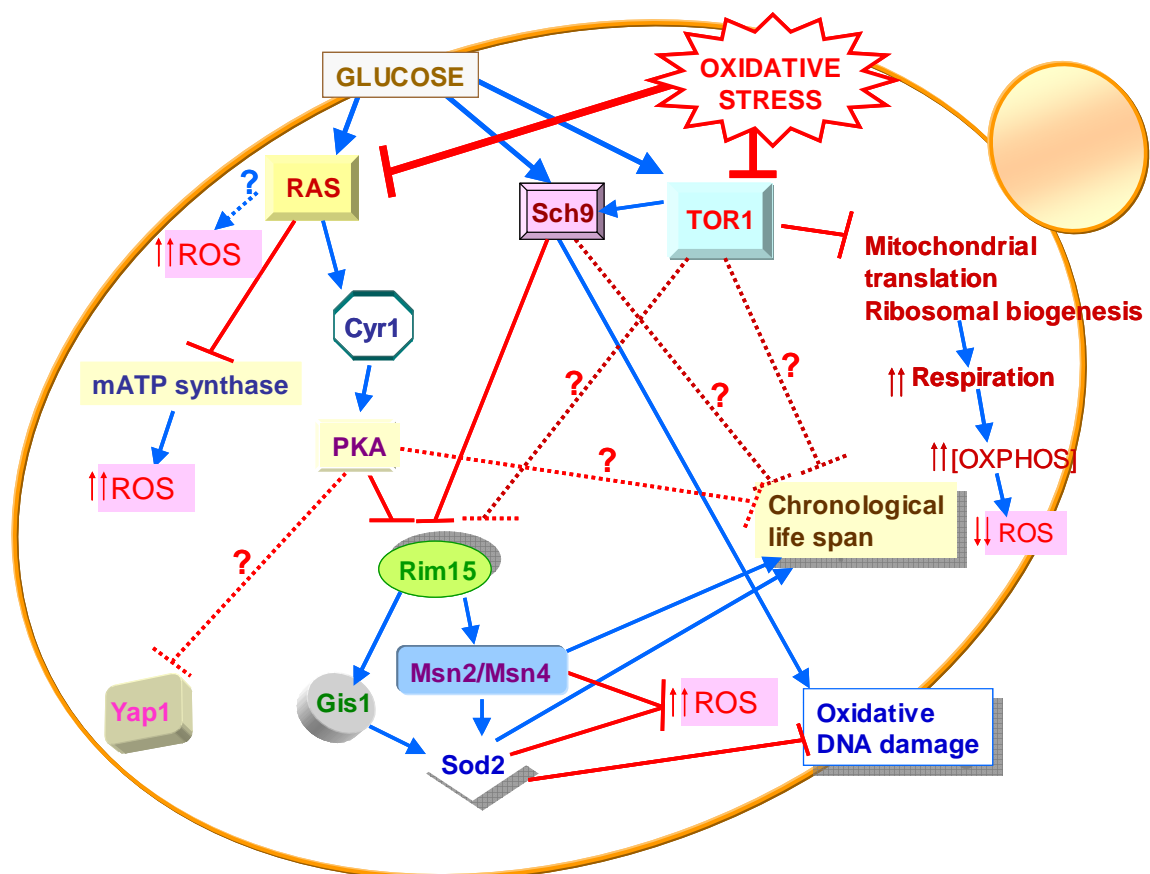 GLUCOSE
OXIDATIVE
STRESS
?
RAS
Sch9
TOR1
↑↑ROS
Mitochondrial
translation
Ribosomal biogenesis
Cyr1
mATP synthase
?
?
?
↑↑ Respiration
PKA
?
↑↑ROS
↑↑[OXPHOS]
Chronological
life span
↓↓ ROS
?
Rim15
Msn2/Msn4
Gis1
Yap1
↑↑ROS
Oxidative
DNA damage
Sod2